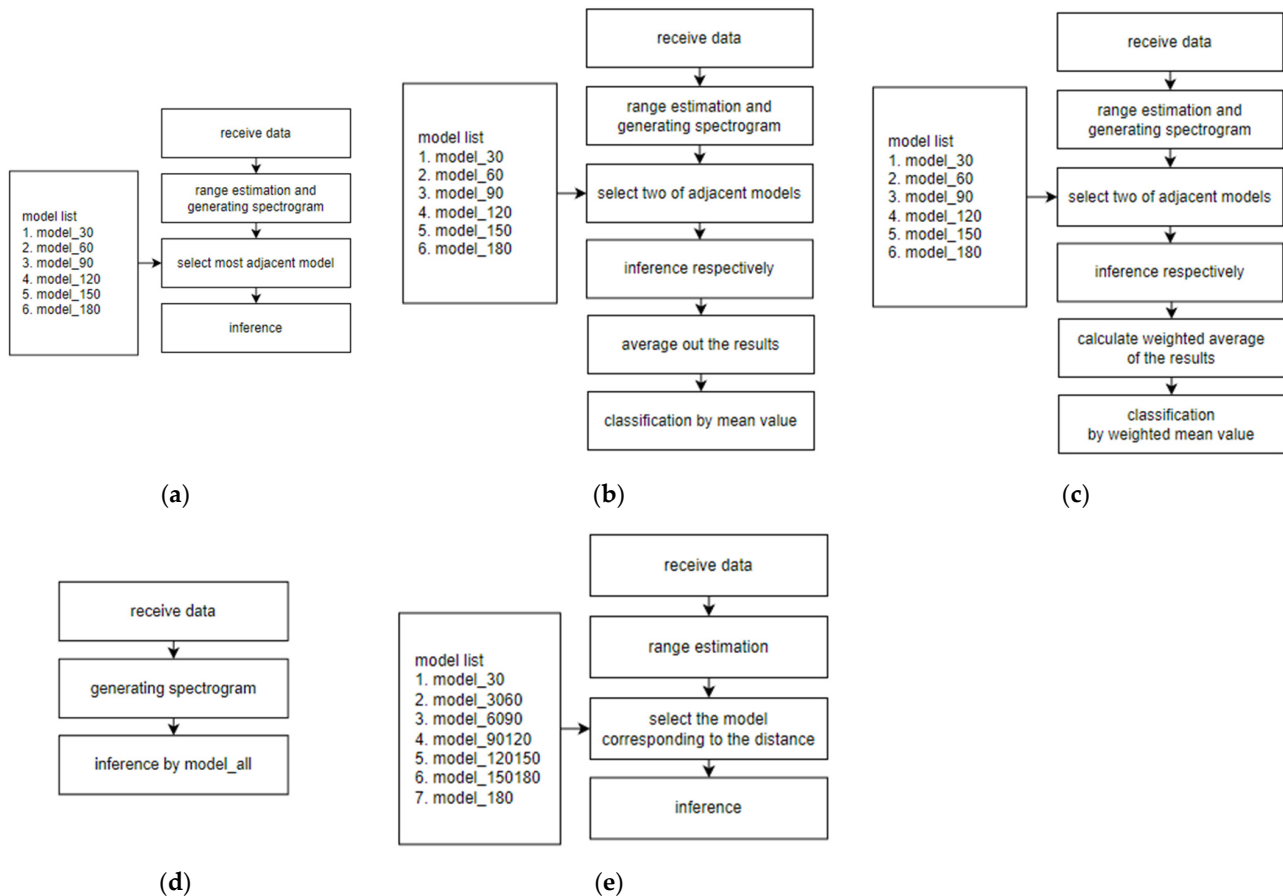 receive data
range estimation and
generating spectrogram
model list
1. model_30
2. model_60
3. model_90
4. model_120
5. model_150
6. model_180
select most adjacent model
inference
(a)
receive data
range estimation and
generating spectrogram
model list
1. model_30
2. model_60
3. model_90
4. model_120
5. model_150
6. model_180
select two of adjacent models
inference respectively
average out the results
classification by mean value
(b)
receive data
range estimation and
generating spectrogram
model list
1. model_30
2. model_60
3. model_90
4. model_120
5. model_150
6. model_180
select two of adjacent models
inference respectively
calculate weighted average
of the results
classification
by weighted mean value
(c)
receive data
generating spectrogram
inference by model_all
(d)
receive data
range estimation
model list
1. model_30
2. model_3060
3. model_6090
4. model_90120
5. model_120150
6. model_150180
7. model_180
select the model
corresponding to the distance
inference
(e)